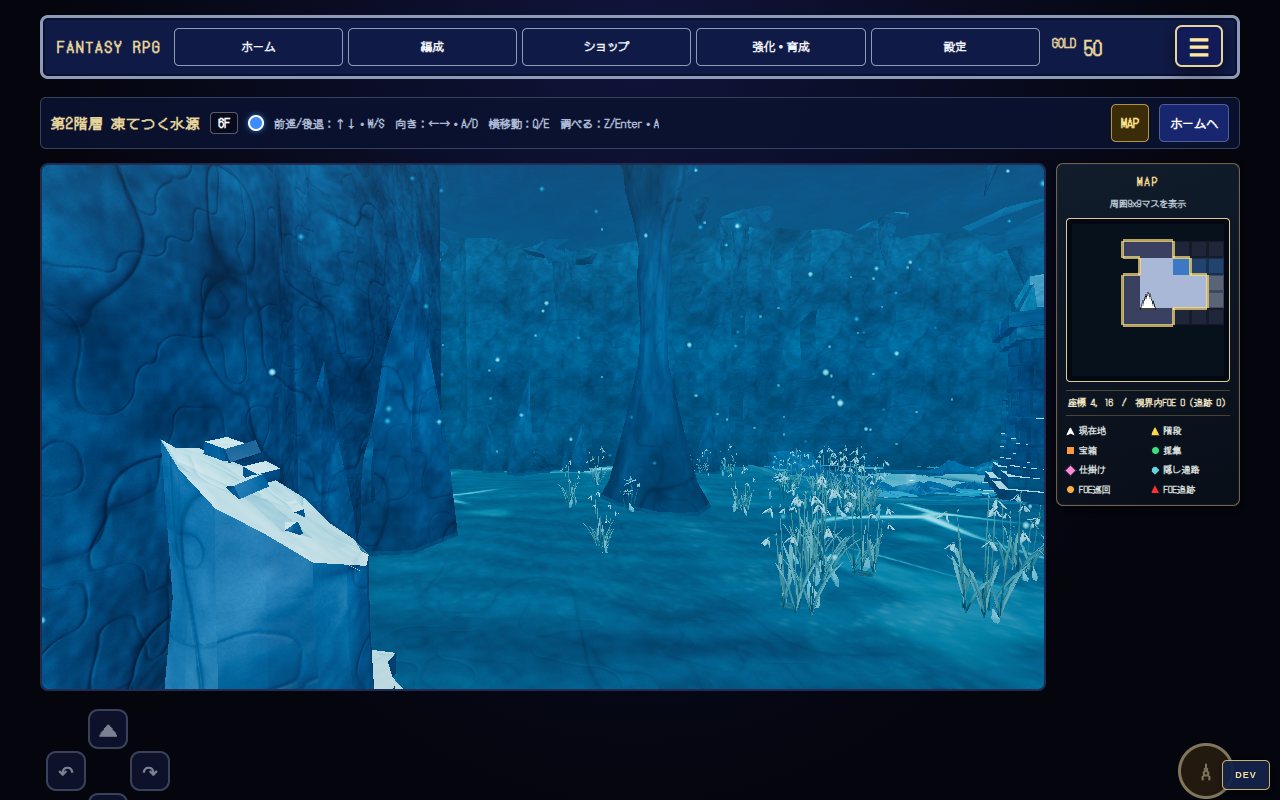 FANTASY RPG
ホーム
編成
ショップ
強化・育成
設定
GOLD 50
第2階層 凍てつく水源
6F
前進/後退：↑↓・W/S 向き：←→・A/D 横移動：Q/E 調べる：Z/Enter・A
MAP
ホームへ
MAP
周囲9x9マスを表示
座標 4, 16 / 視界内FOE 0 (追跡 0)
現在地
階段
宝箱
採集
仕掛け
隠し通路
FOE巡回
FOE追跡
A
DEV